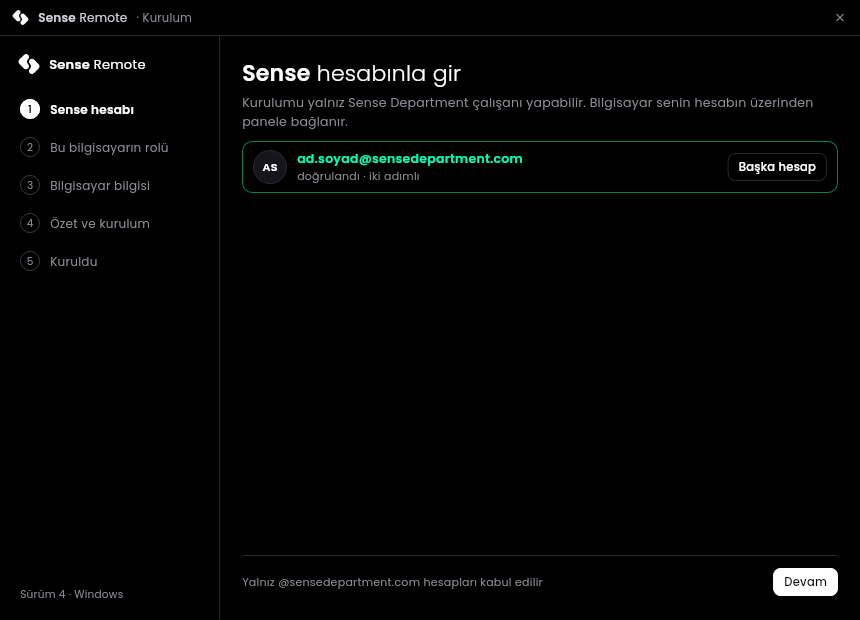 Sense Remote · Kurulum
×
Sense Remote
1 Sense hesabı
2 Bu bilgisayarın rolü
3 Bilgisayar bilgisi
4 Özet ve kurulum
5 Kuruldu
Sürüm 4 · Windows
Sense hesabınla gir
Kurulumu yalnız Sense Department çalışanı yapabilir. Bilgisayar senin hesabın üzerinden
panele bağlanır.
AS
ad.soyad@sensedepartment.com
doğrulandı · iki adımlı
Başka hesap
Yalnız @sensedepartment.com hesapları kabul edilir
Devam